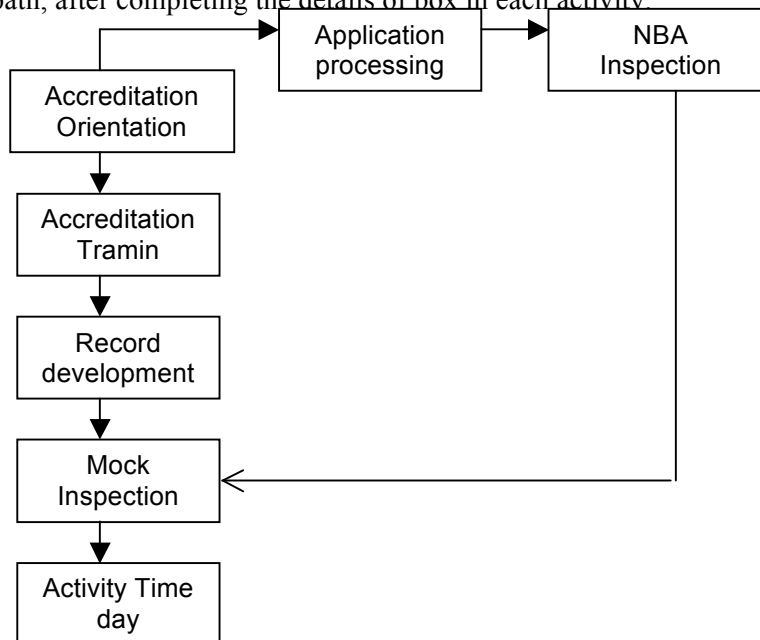 path, after completing the details of box in each activity.
Application
processing
NBA
Inspection
Accreditation
Orientation
Accreditation
Tramin
Record
development
Mock
Inspection
Activity Time
day